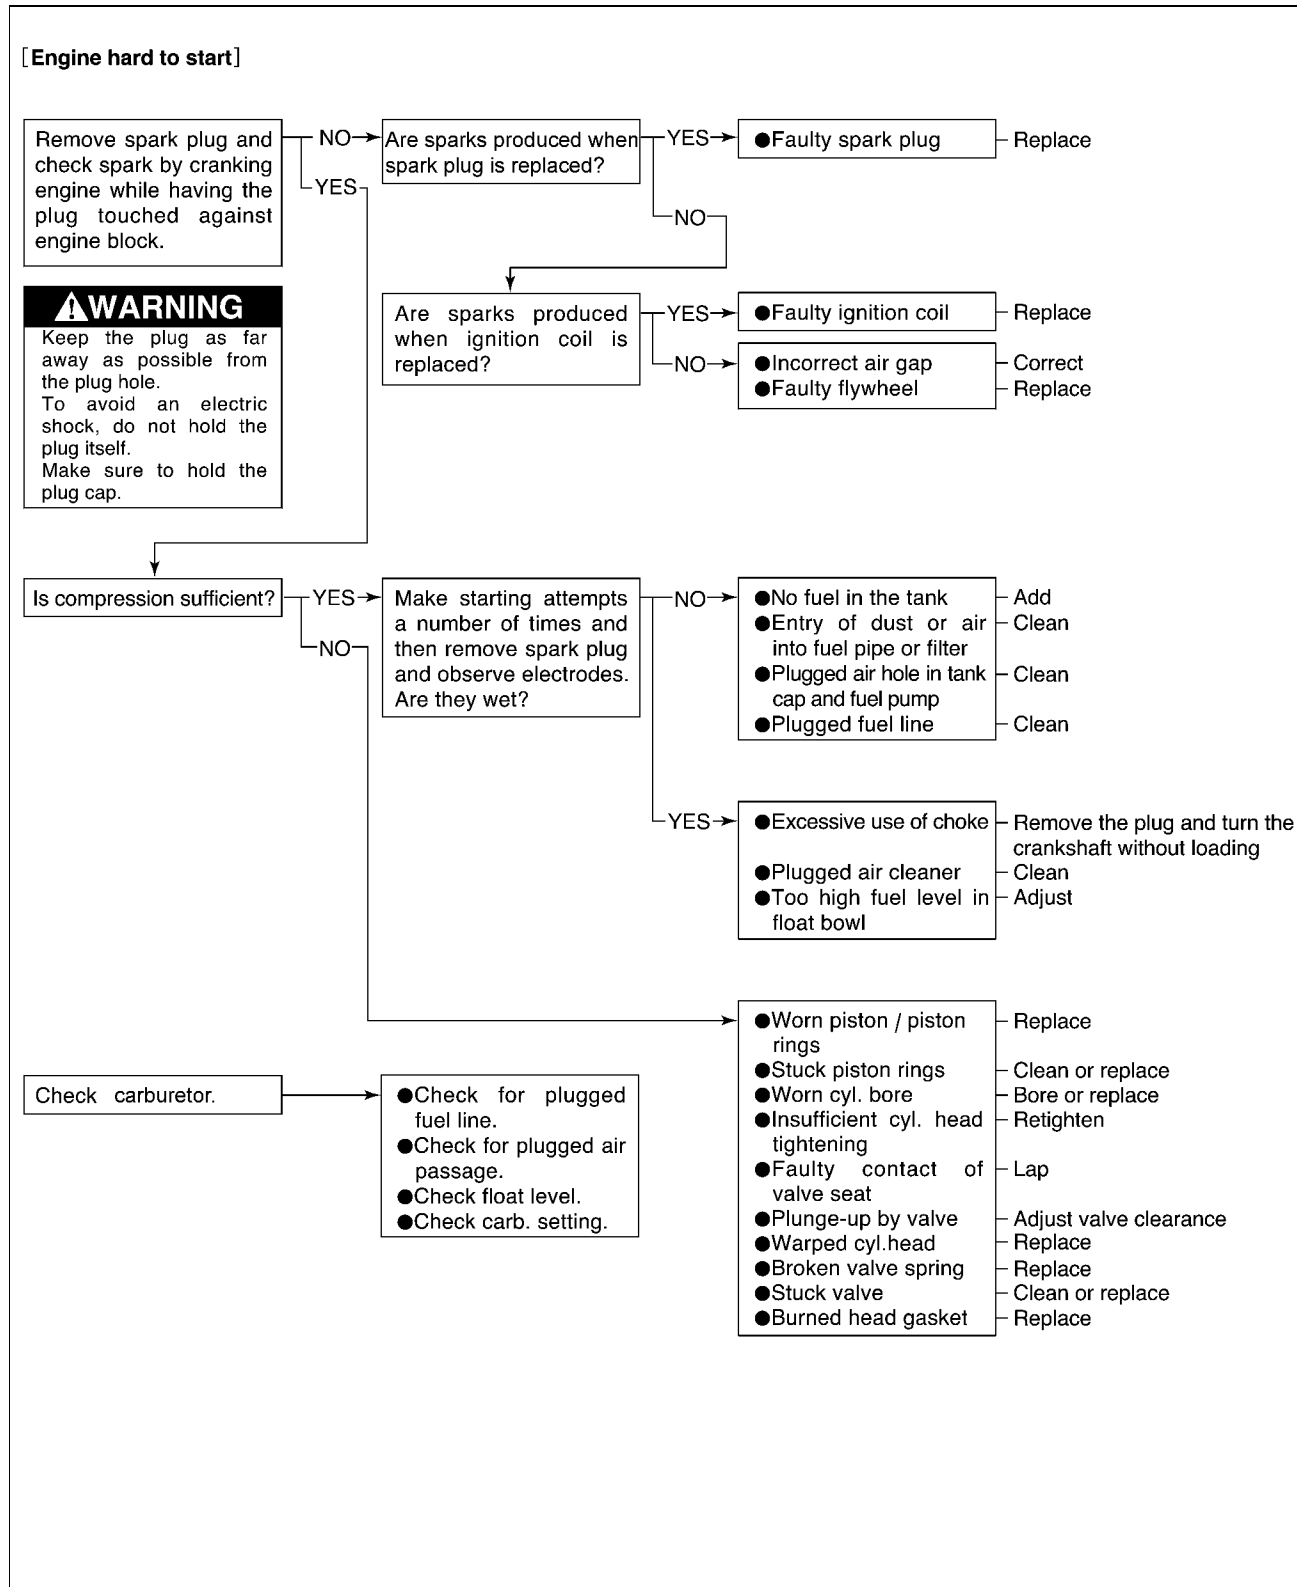 [Engine hard to start]
Remove spark plug and
check spark by cranking
engine while having the
plug touched against
engine block.
NO
YES
Are sparks produced when
spark plug is replaced?
YES
NO
●Faulty spark plug
Replace
WARNING
Keep the plug as far
away as possible from
the plug hole.
To avoid an electric
shock, do not hold the
plug itself.
Make sure to hold the
plug cap.
Are sparks produced
when ignition coil is
replaced?
YES
NO
●Faulty ignition coil
Replace
●Incorrect air gap
Correct
●Faulty flywheel
Replace
Is compression sufficient?
YES
NO
Make starting attempts
a number of times and
then remove spark plug
and observe electrodes.
Are they wet?
NO
YES
●No fuel in the tank
Add
●Entry of dust or air
into fuel pipe or filter
Clean
●Plugged air hole in tank
cap and fuel pump
Clean
●Plugged fuel line
Clean
●Excessive use of choke
Remove the plug and turn the
crankshaft without loading
●Plugged air cleaner
Clean
●Too high fuel level in
float bowl
Adjust
●Worn piston / piston
rings
Replace
●Stuck piston rings
Clean or replace
●Worn cyl. bore
Bore or replace
●Insufficient cyl. head
tightening
Retighten
●Faulty contact of
valve seat
Lap
●Plunge-up by valve
Adjust valve clearance
●Warped cyl.head
Replace
●Broken valve spring
Replace
●Stuck valve
Clean or replace
●Burned head gasket
Replace
Check carburetor.
●Check for plugged
fuel line.
●Check for plugged air
passage.
●Check float level.
●Check carb. setting.